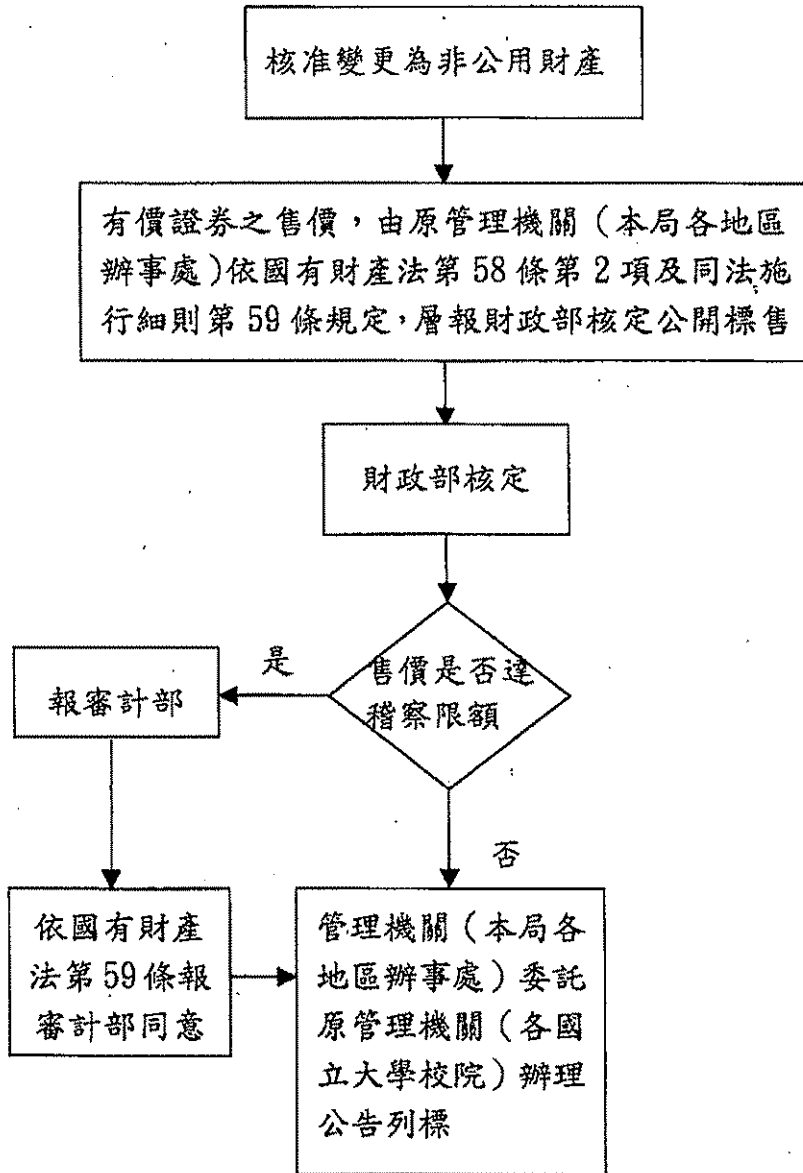 核准變更為非公用財產
有價證券之售價，由原管理機關（本局各地區
辦事處）依國有財產法第58條第2項及同法施
行細則第59條規定，層報財政部核定公開標售
財政部核定
售價是否達
稽察限額
是
報審計部
否
依國有財產
法第59條報
審計部同意
管理機關（本局各
地區辦事處）委託
原管理機關（各國
立大學校院）辦理
公告列標